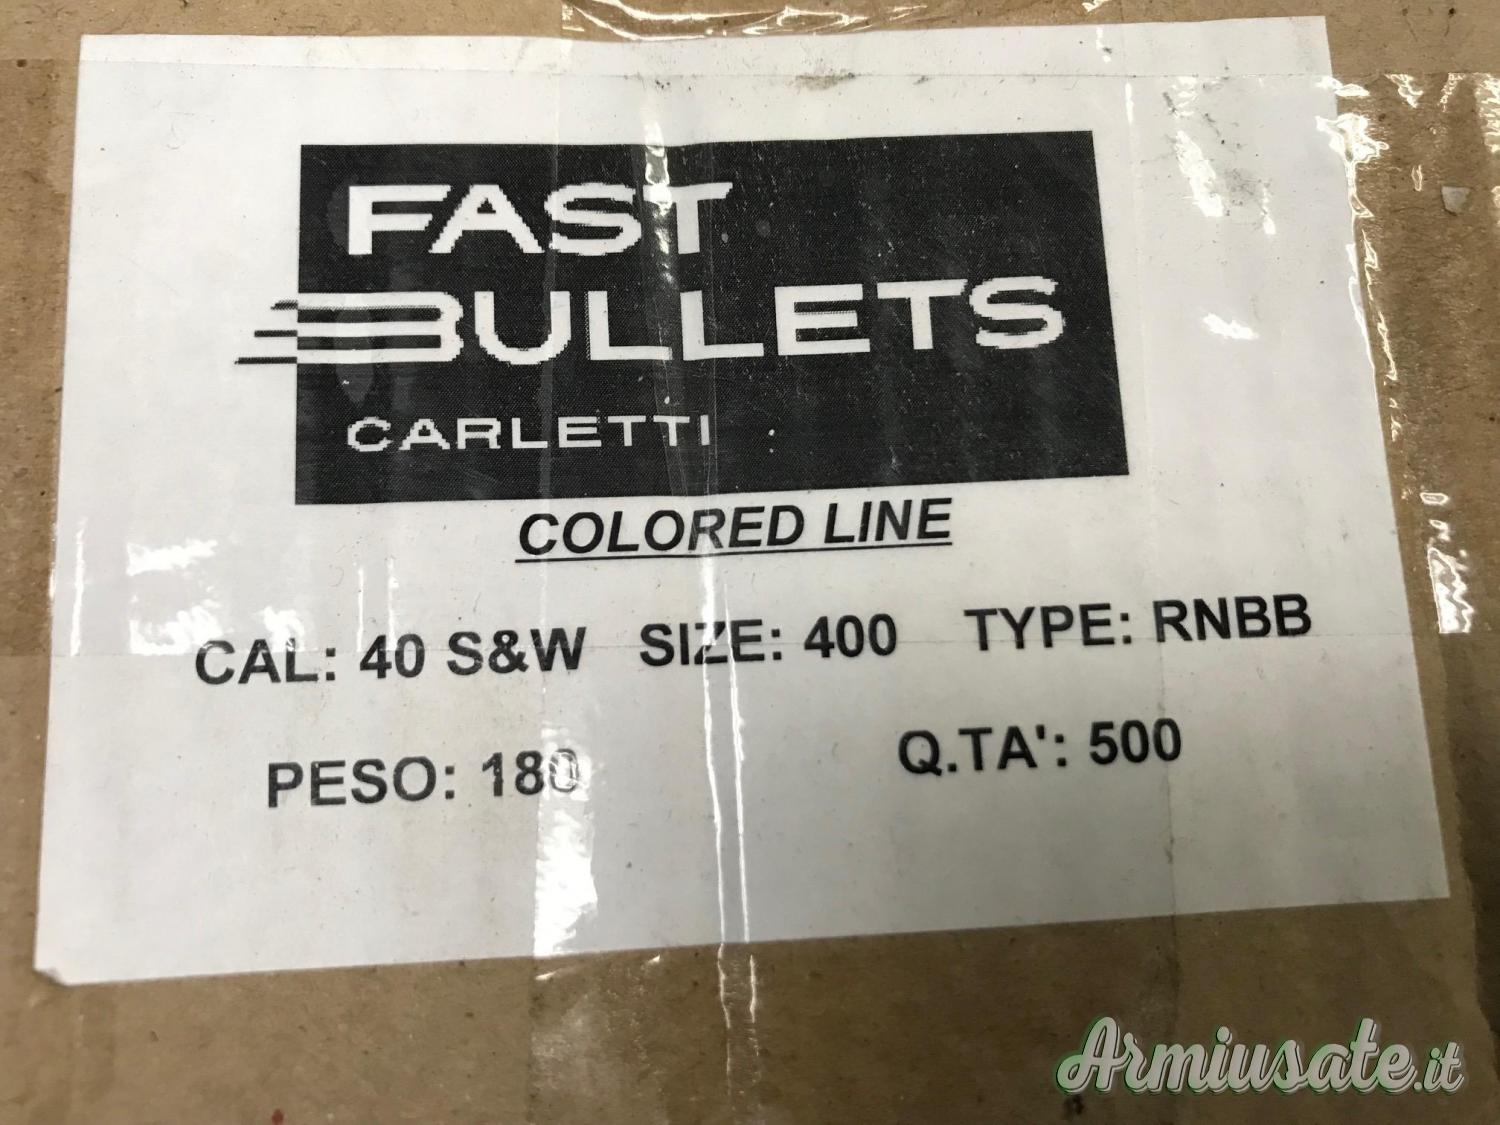 FAST
BULLETS
CARLETTI
COLORED LINE
CAL: 40 S&W SIZE: 400 TYPE: RNBB
PESO: 180 Q.TA': 500
Armiusate.it